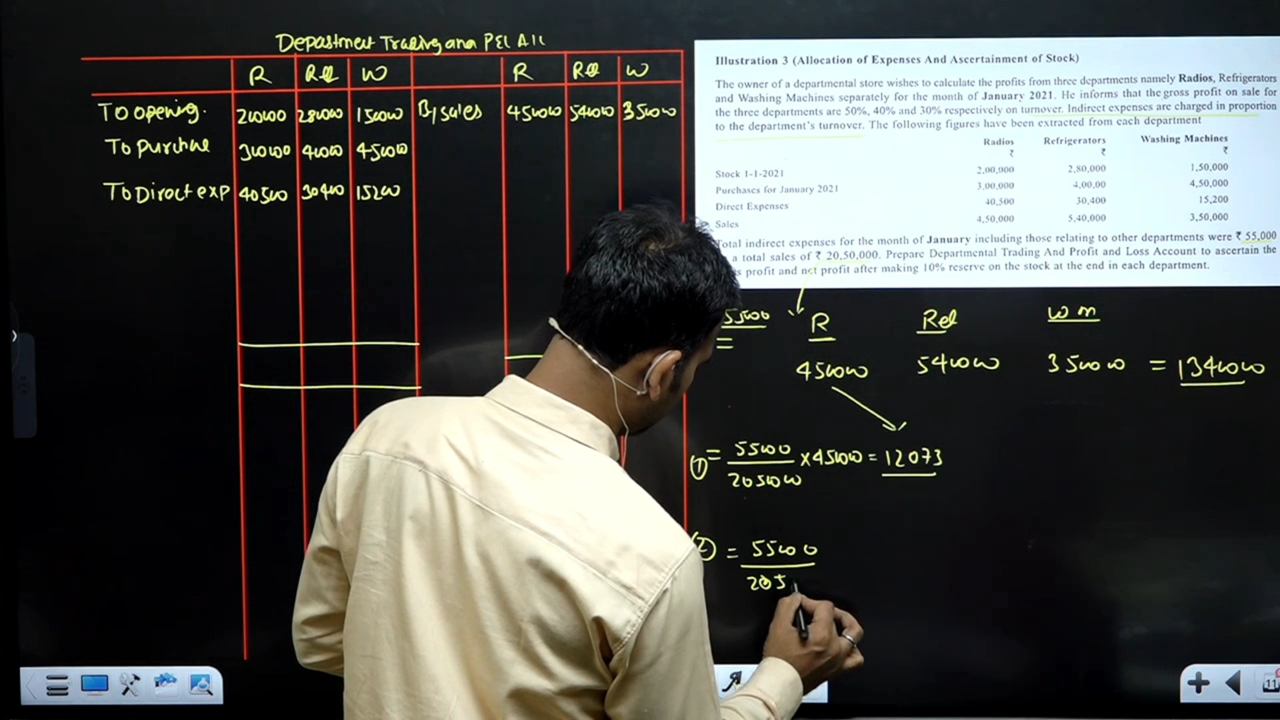 Department Trading and P&L A/c
R Ref W R Ref W
To opening. 200000 280000 150000 By sales 450000 540000 350000
To purchase 300000 400000 450000
To Direct exp 40500 30400 15200
Illustration 3 (Allocation of Expenses And Ascertainment of Stock)
The owner of a departmental store wishes to calculate the profits from three departments namely Radios, Refrigerators
and Washing Machines separately for the month of January 2021. He informs that the gross profit on sale for
the three departments are 50%, 40% and 30% respectively on turnover. Indirect expenses are charged in proportion
to the department's turnover. The following figures have been extracted from each department
Radios Refrigerators Washing Machines
₹ ₹ ₹
Stock 1-1-2021 2,00,000 2,80,000 1,50,000
Purchases for January 2021 3,00,000 4,00,00 4,50,000
Direct Expenses 40,500 30,400 15,200
Sales 4,50,000 5,40,000 3,50,000
Total indirect expenses for the month of January including those relating to other departments were ₹ 55,000
a total sales of ₹ 20,50,000. Prepare Departmental Trading And Profit and Loss Account to ascertain the
profit and net profit after making 10% reserve on the stock at the end in each department.
55000 R Ref W m
=
450000 540000 350000 = 1340000
① = 55000 / 2050000 × 45000 = 12073
② = 55000
205